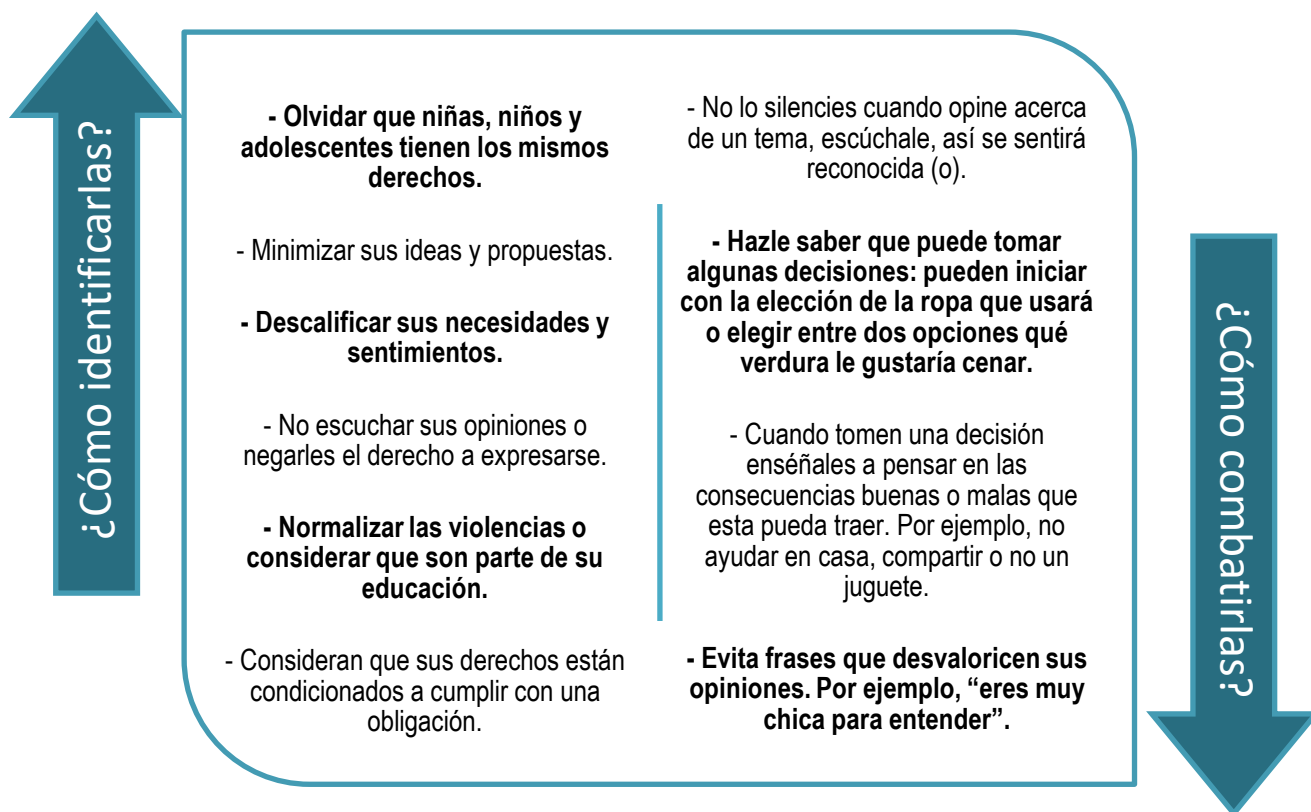 ¿Cómo identificarlas?
- Olvidar que niñas, niños y
adolescentes tienen los mismos
derechos.
- Minimizar sus ideas y propuestas.
- Descalificar sus necesidades y
sentimientos.
- No escuchar sus opiniones o
negarles el derecho a expresarse.
- Normalizar las violencias o
considerar que son parte de su
educación.
- Consideran que sus derechos están
condicionados a cumplir con una
obligación.
- No lo silencies cuando opine acerca
de un tema, escúchale, así se sentirá
reconocida (o).
- Hazle saber que puede tomar
algunas decisiones: pueden iniciar
con la elección de la ropa que usará
o elegir entre dos opciones qué
verdura le gustaría cenar.
- Cuando tomen una decisión
enséñales a pensar en las
consecuencias buenas o malas que
esta pueda traer. Por ejemplo, no
ayudar en casa, compartir o no un
juguete.
- Evita frases que desvaloricen sus
opiniones. Por ejemplo, “eres muy
chica para entender”.
¿Cómo combatirlas?